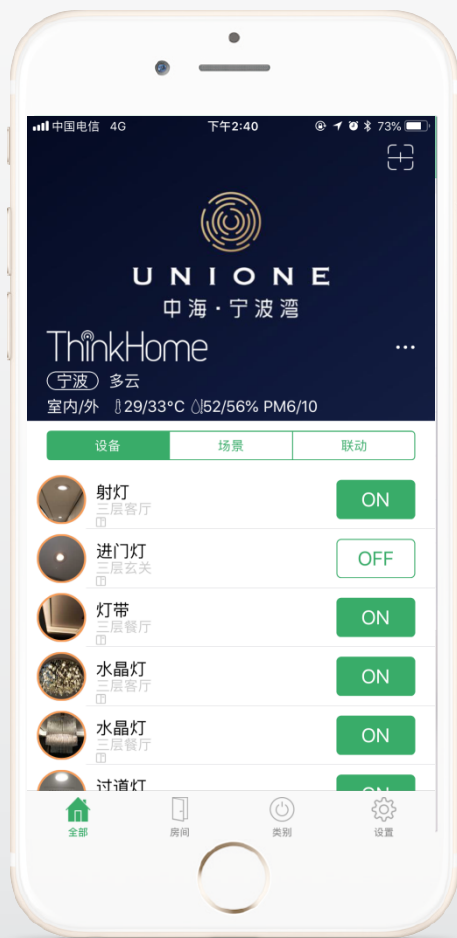 中国电信 4G 下午2:40 73%
UNIONE
中海·宁波湾
ThinkHome
宁波 多云
室内/外 29/33°C 52/56% PM6/10
设备 场景 联动
射灯
三层客厅
ON
进门灯
三层玄关
OFF
灯带
三层餐厅
ON
水晶灯
三层客厅
ON
水晶灯
三层餐厅
ON
过道灯
ON
全部 房间 类别 设置